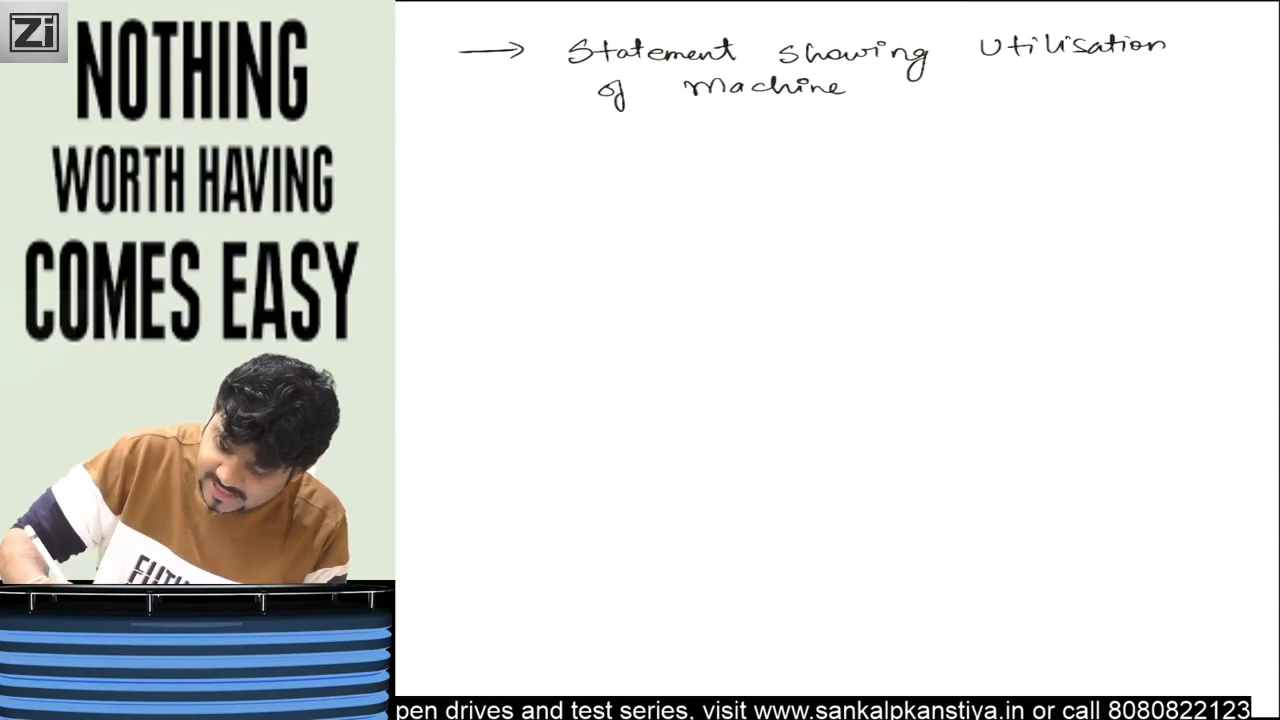 Zi
NOTHING
WORTH HAVING
COMES EASY
→ Statement showing Utilisation
of Machine
pen drives and test series, visit www.sankalpkanstiya.in or call 8080822123